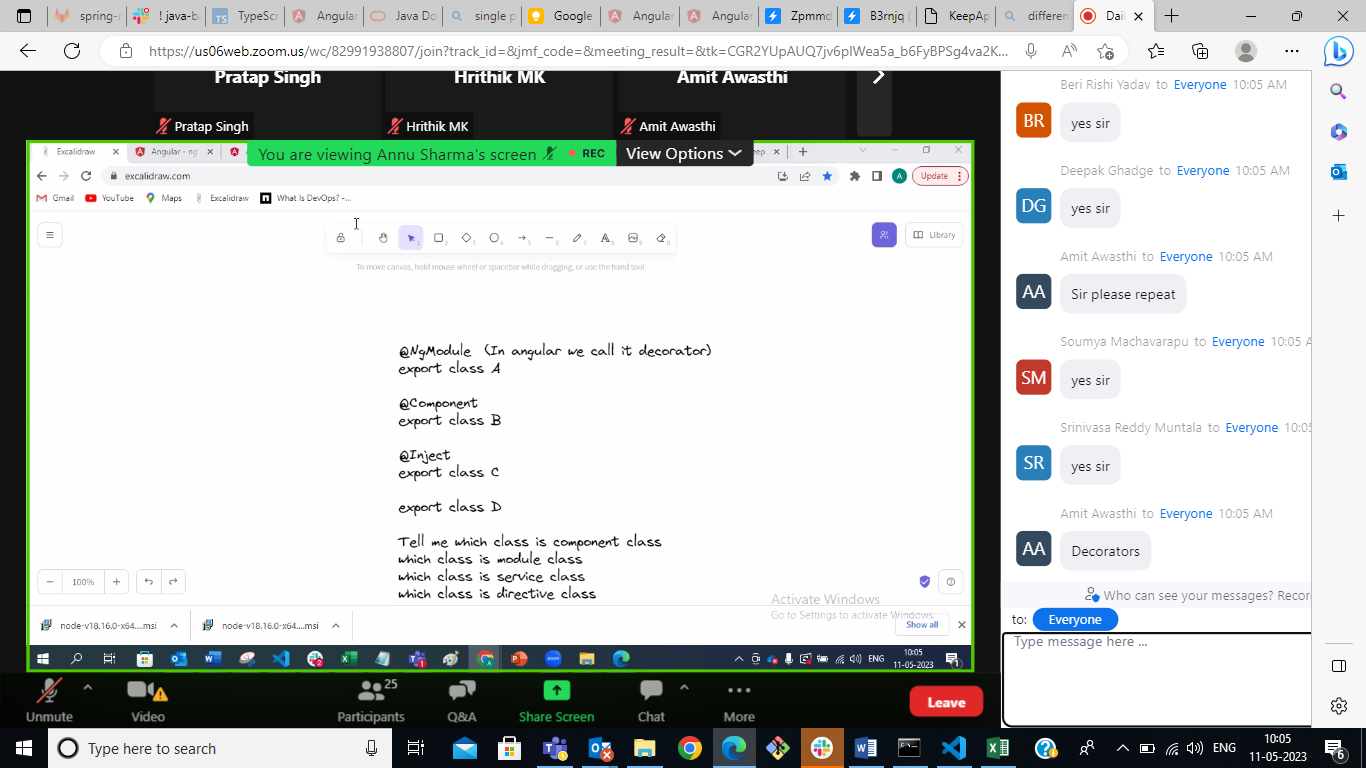 spring-r
! java-ba
TypeScr
Angular
Java Do
single p
Google
Angular
Angular
Zpmmd
B3rnjq (
KeepAp
differen
Dail
https://us06web.zoom.us/wc/82991938807/join?track_id=&jmf_code=&meeting_result=&tk=CGR2YUpAUQ7jv6pIWea5a_b6FyBPSg4va2K...
Pratap Singh
Hrithik MK
Amit Awasthi
Pratap Singh
Hrithik MK
Amit Awasthi
Excalidraw
Angular - ng
You are viewing Annu Sharma's screen
REC
View Options
eep
excalidraw.com
A
Update
Gmail
YouTube
Maps
Excalidraw
What Is DevOps? -...
Library
To move canvas, hold mouse wheel or spacebar while dragging, or use the hand tool
@NgModule (In angular we call it decorator)
export class A
@Component
export class B
@Inject
export class C
export class D
Tell me which class is component class
which class is module class
which class is service class
which class is directive class
100%
Activate Windows
Go to Settings to activate Windows.
node-v18.16.0-x64....msi
node-v18.16.0-x64....msi
Show all
ENG
10:05
11-05-2023
Beri Rishi Yadav to Everyone 10:05 AM
BR
yes sir
Deepak Ghadge to Everyone 10:05 AM
DG
yes sir
Amit Awasthi to Everyone 10:05 AM
AA
Sir please repeat
Soumya Machavarapu to Everyone 10:05 A
SM
yes sir
Srinivasa Reddy Muntala to Everyone 10:05
SR
yes sir
Amit Awasthi to Everyone 10:05 AM
AA
Decorators
Who can see your messages? Recor
to: Everyone
Type message here ...
Unmute
Video
25
Participants
Q&A
Share Screen
Chat
More
Leave
Type here to search
ENG
10:05
11-05-2023
6